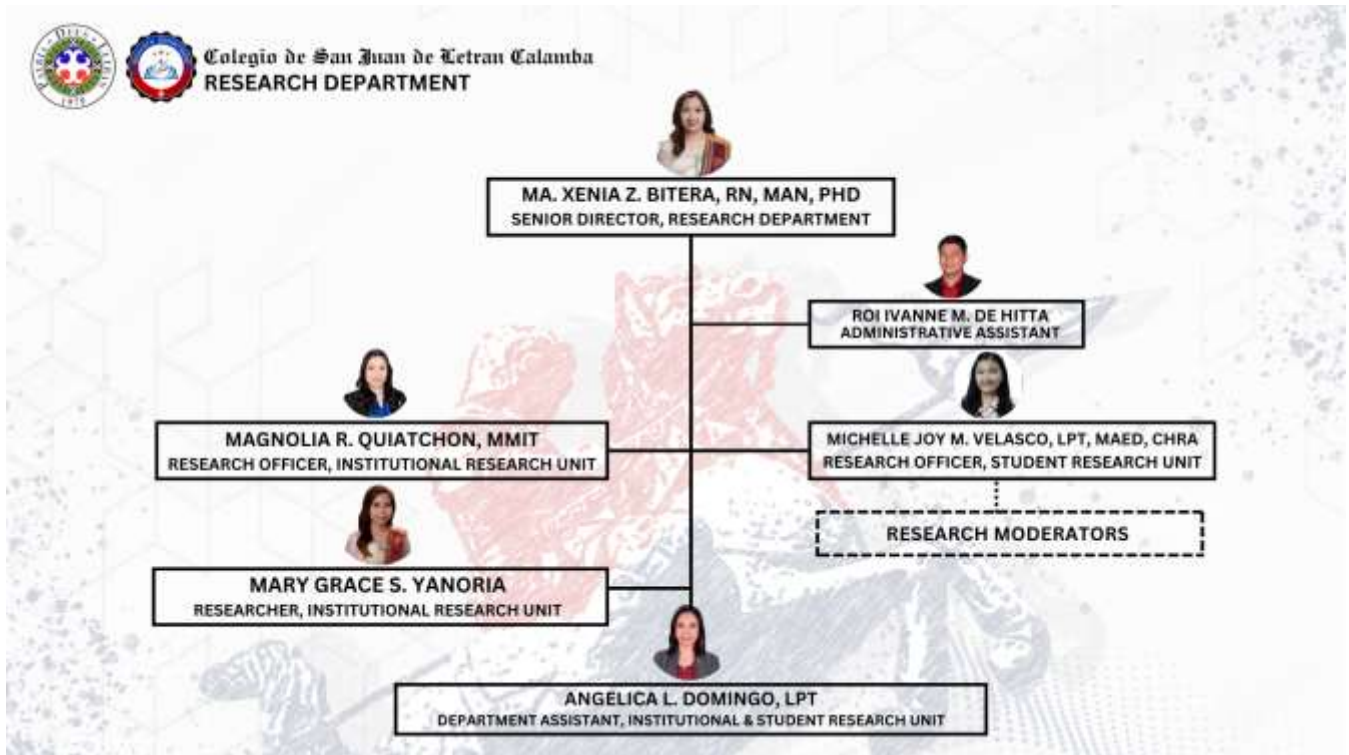 Colegio de San Juan de Letran Calamba
RESEARCH DEPARTMENT
MA. XENIA Z. BITERA, RN, MAN, PHD
SENIOR DIRECTOR, RESEARCH DEPARTMENT
ROI IVANNE M. DE HITTA
ADMINISTRATIVE ASSISTANT
MAGNOLIA R. QUIATCHON, MMIT
RESEARCH OFFICER, INSTITUTIONAL RESEARCH UNIT
MICHELLE JOY M. VELASCO, LPT, MAED, CHRA
RESEARCH OFFICER, STUDENT RESEARCH UNIT
RESEARCH MODERATORS
MARY GRACE S. YANORIA
RESEARCHER, INSTITUTIONAL RESEARCH UNIT
ANGELICA L. DOMINGO, LPT
DEPARTMENT ASSISTANT, INSTITUTIONAL & STUDENT RESEARCH UNIT